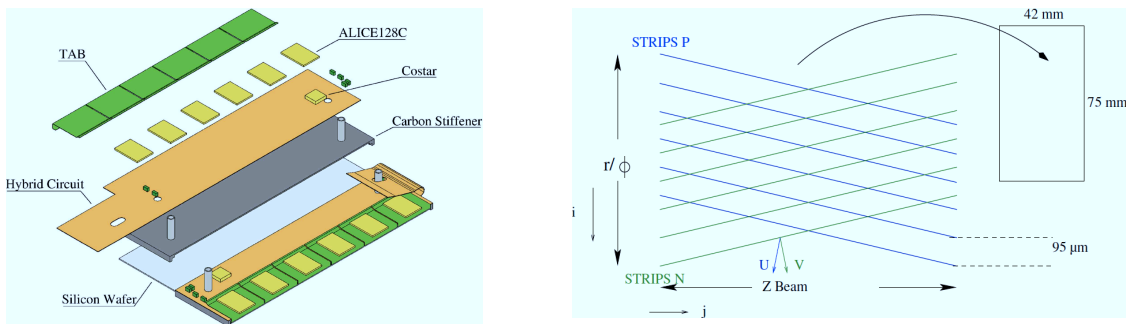 ALICE128C
TAB
Costar
Carbon Stiffener
Hybrid Circuit
Silicon Wafer
42 mm
STRIPS P
75 mm
r/ ϕ
i
95 µm
U V
STRIPS N
Z Beam
j